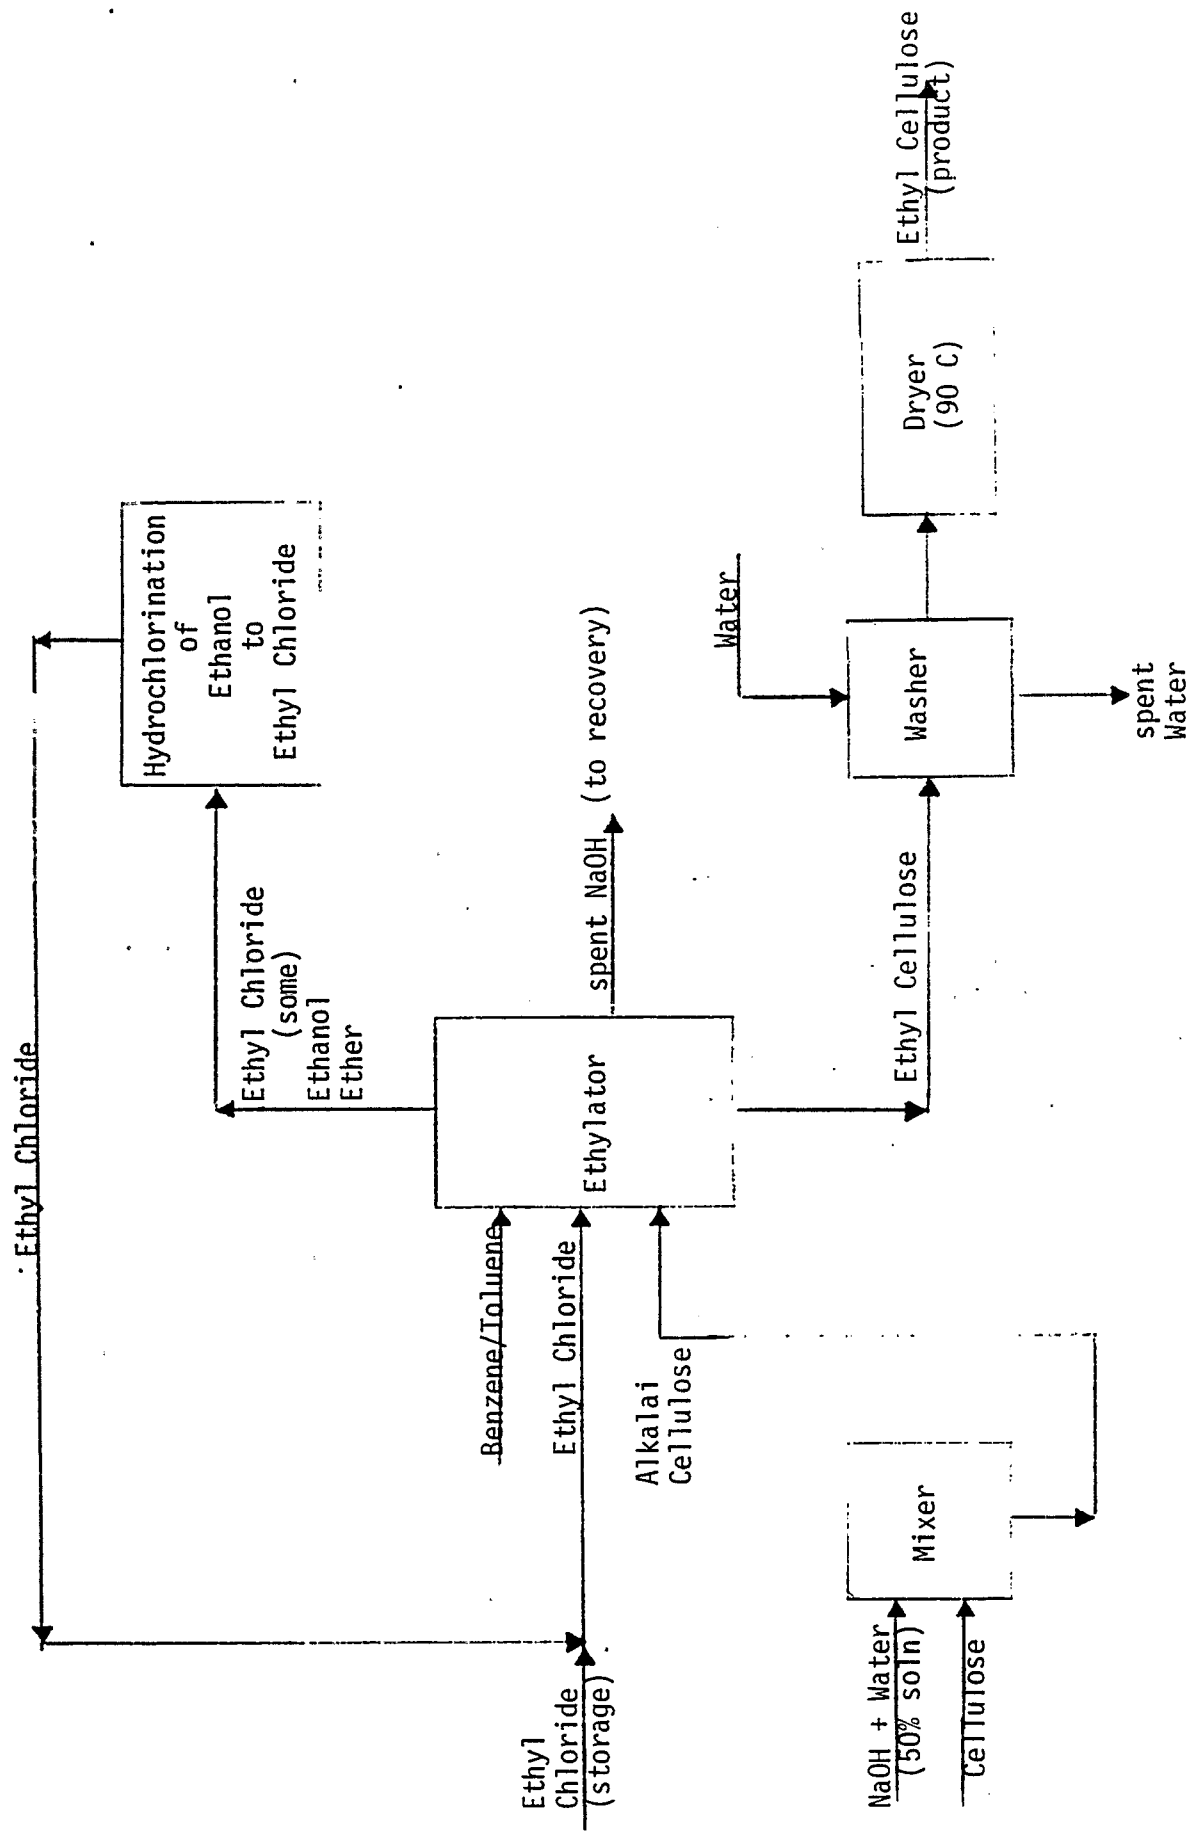 Ethyl Chloride
Hydrochlorination
of
Ethanol
to
Ethyl Chloride
Ethyl Chloride
(some)
Ethanol
Ether
Benzene/Toluene
Ethyl Chloride
Alkalai
Cellulose
Ethylator
spent NaOH (to recovery)
Ethyl
Chloride
(storage)
NaOH + Water
(50% soln)
Cellulose
Mixer
Ethyl Cellulose
Water
Washer
spent
Water
Dryer
(90 C)
Ethyl Cellulose
(product)